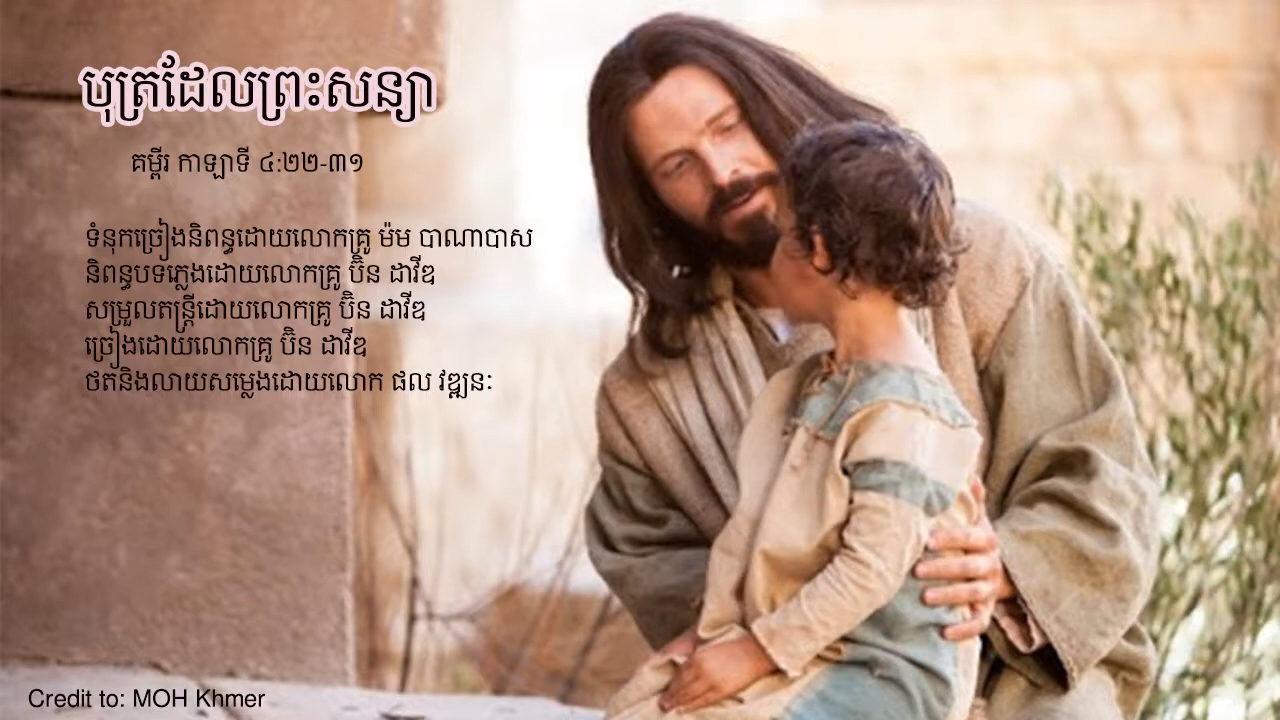 បុត្រដែលព្រះសន្យា
គម្ពីរ កាឡាទី ៤:២២-៣១
ទំនុកច្រៀងនិពន្ធដោយលោកគ្រូ ម៉ម បាណាបាស
និពន្ធបទភ្លេងដោយលោកគ្រូ ប៊ិន ដាវីឌ
សម្រួលតន្ត្រីដោយលោកគ្រូ ប៊ិន ដាវីឌ
ច្រៀងដោយលោកគ្រូ ប៊ិន ដាវីឌ
ថតនិងលាយសម្លេងដោយលោក ផល វឌ្ឍនៈ
Credit to: MOH Khmer